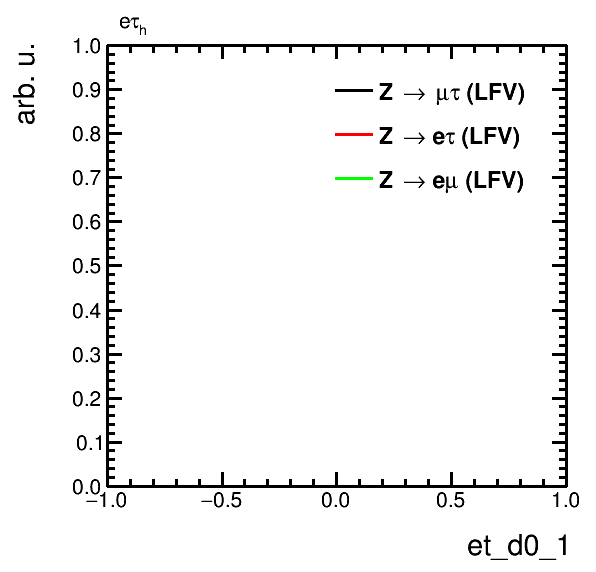 eτh
arb. u.
1.0
0.9
0.8
0.7
0.6
0.5
0.4
0.3
0.2
0.1
0.0
Z → μτ (LFV)
Z → eτ (LFV)
Z → eμ (LFV)
−1.0 −0.5 0.0 0.5 1.0
et_d0_1